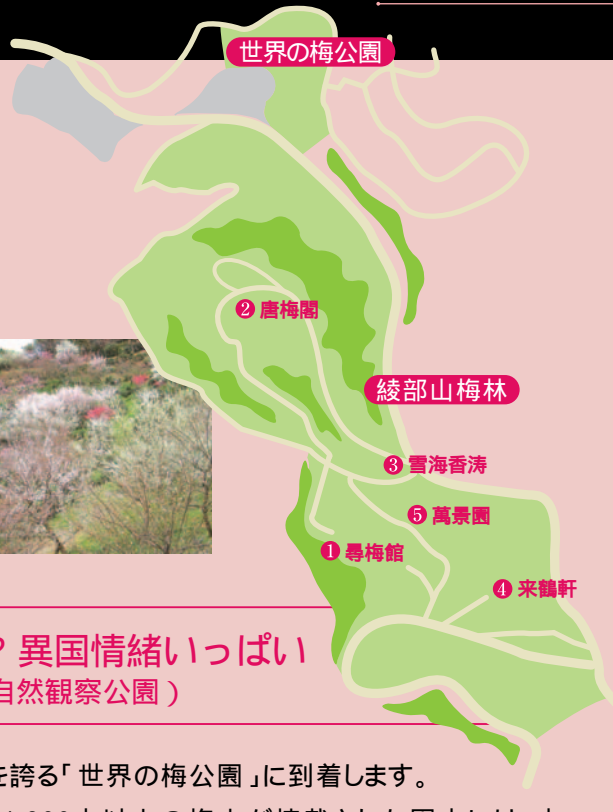 世界の梅公園
❷ 唐梅閣
綾部山梅林
❸ 雪海香涛
❺ 萬景園
❶ 尋梅館
❹ 来鶴軒
? 異国情緒いっぱい
自然観察公園)
を誇る「世界の梅公園」に到着します。